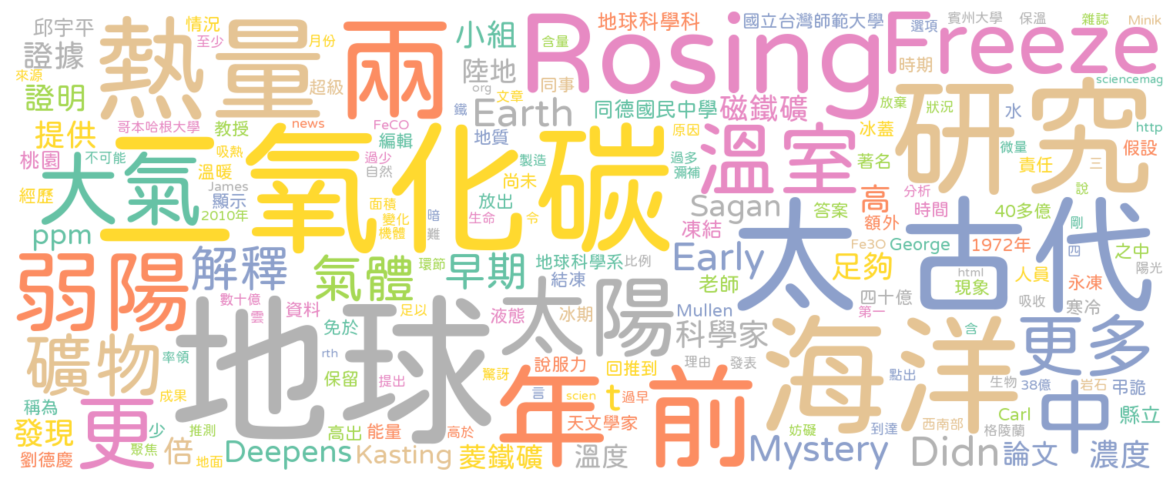 邱宇平 情況 地球科學科 國立台灣師範大學 選項 賓州大學 保溫 雜誌 Minik
證據 至少 熱量 月份 兩 小組 含量 Rosing Freeze
來源 超級 陸地 同事 時期 sciencemag
證明 org 文章 Earth 同德國民中學 磁鐵礦 放棄 狀況 水 http
提供 哥本哈根大學 教授 news 鐵 FeCO 地質 原因 冰蓋 研究 微量 假設
桃園 不可能 吸熱 編輯 過少 製造 過多 溫室 著名 責任 三
大氣 溫暖 二氧化碳 自然 尚未 彌補 高 分析 說
經歷 James 顯示 面積 放出 Sagan 答案 額外 時間 40多億 剛
ppm 2010年 變化 暗 生命 令 凍結 太古代 四 之中
機體 難 Early Fe3O George 1972年 陽光
弱陽 解釋 氣體 環節 早期 地球科學系 比例 老師 足夠 html 現象 人員 永凍
數十億 資料 結凍 太陽 Mullen 四十億 吸收 寒冷
雲 免於 液態 冰期 科學家 第一 海洋 含 更多
礦物 率領 地球 足以 rth 說服力 回推到 理由 發表
保留 提出 驚訝 年前 點出 生物 38億 岩石 弔詭
稱為 成果 言 scien t 過早 Carl 中 縣立
更 少 推測 高出 能量 天文學家 妨礙 到達 西南部 格陵蘭
發現 聚焦 倍 高於 Mystery Didn 論文 濃度
劉德慶 地面 Deepens Kasting 菱鐵礦 溫度